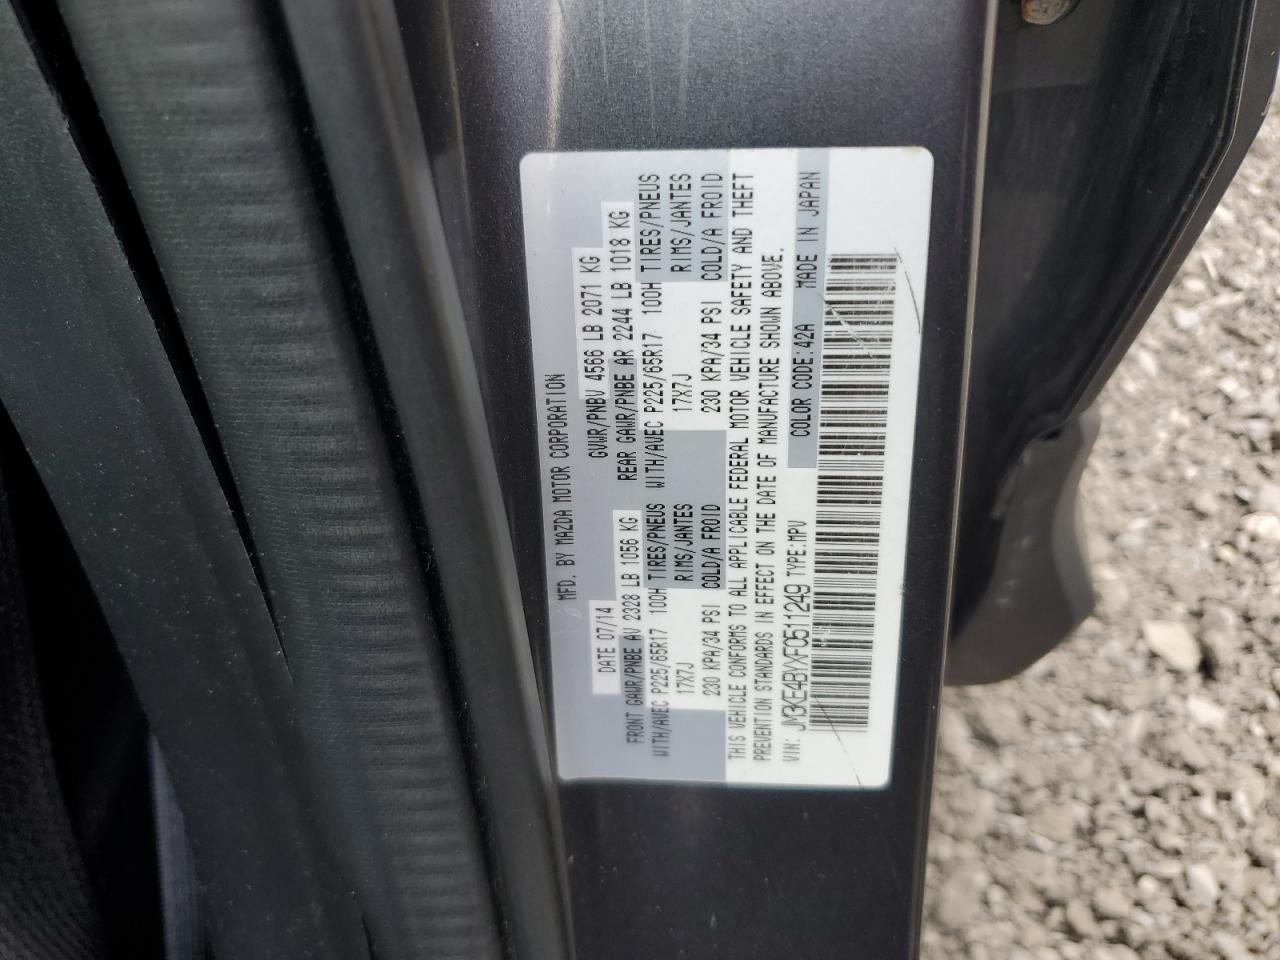 MFD. BY MAZDA MOTOR CORPORATION
DATE 07/14 GVWR/PNBV 4566 LB 2071 KG
FRONT GAWR/PNBE AV 2328 LB 1056 KG REAR GAWR/PNBE AR 2244 LB 1018 KG
WITH/AVEC P225/65R17 100H TIRES/PNEUS WITH/AVEC P225/65R17 100H TIRES/PNEUS
17X7J RIMS/JANTES 17X7J RIMS/JANTES
230 KPA/34 PSI COLD/A FROID 230 KPA/34 PSI COLD/A FROID
THIS VEHICLE CONFORMS TO ALL APPLICABLE FEDERAL MOTOR VEHICLE SAFETY AND THEFT
PREVENTION STANDARDS IN EFFECT ON THE DATE OF MANUFACTURE SHOWN ABOVE.
VIN: JM3KE4BYXF0511249 TYPE:MPV COLOR CODE:42A MADE IN JAPAN